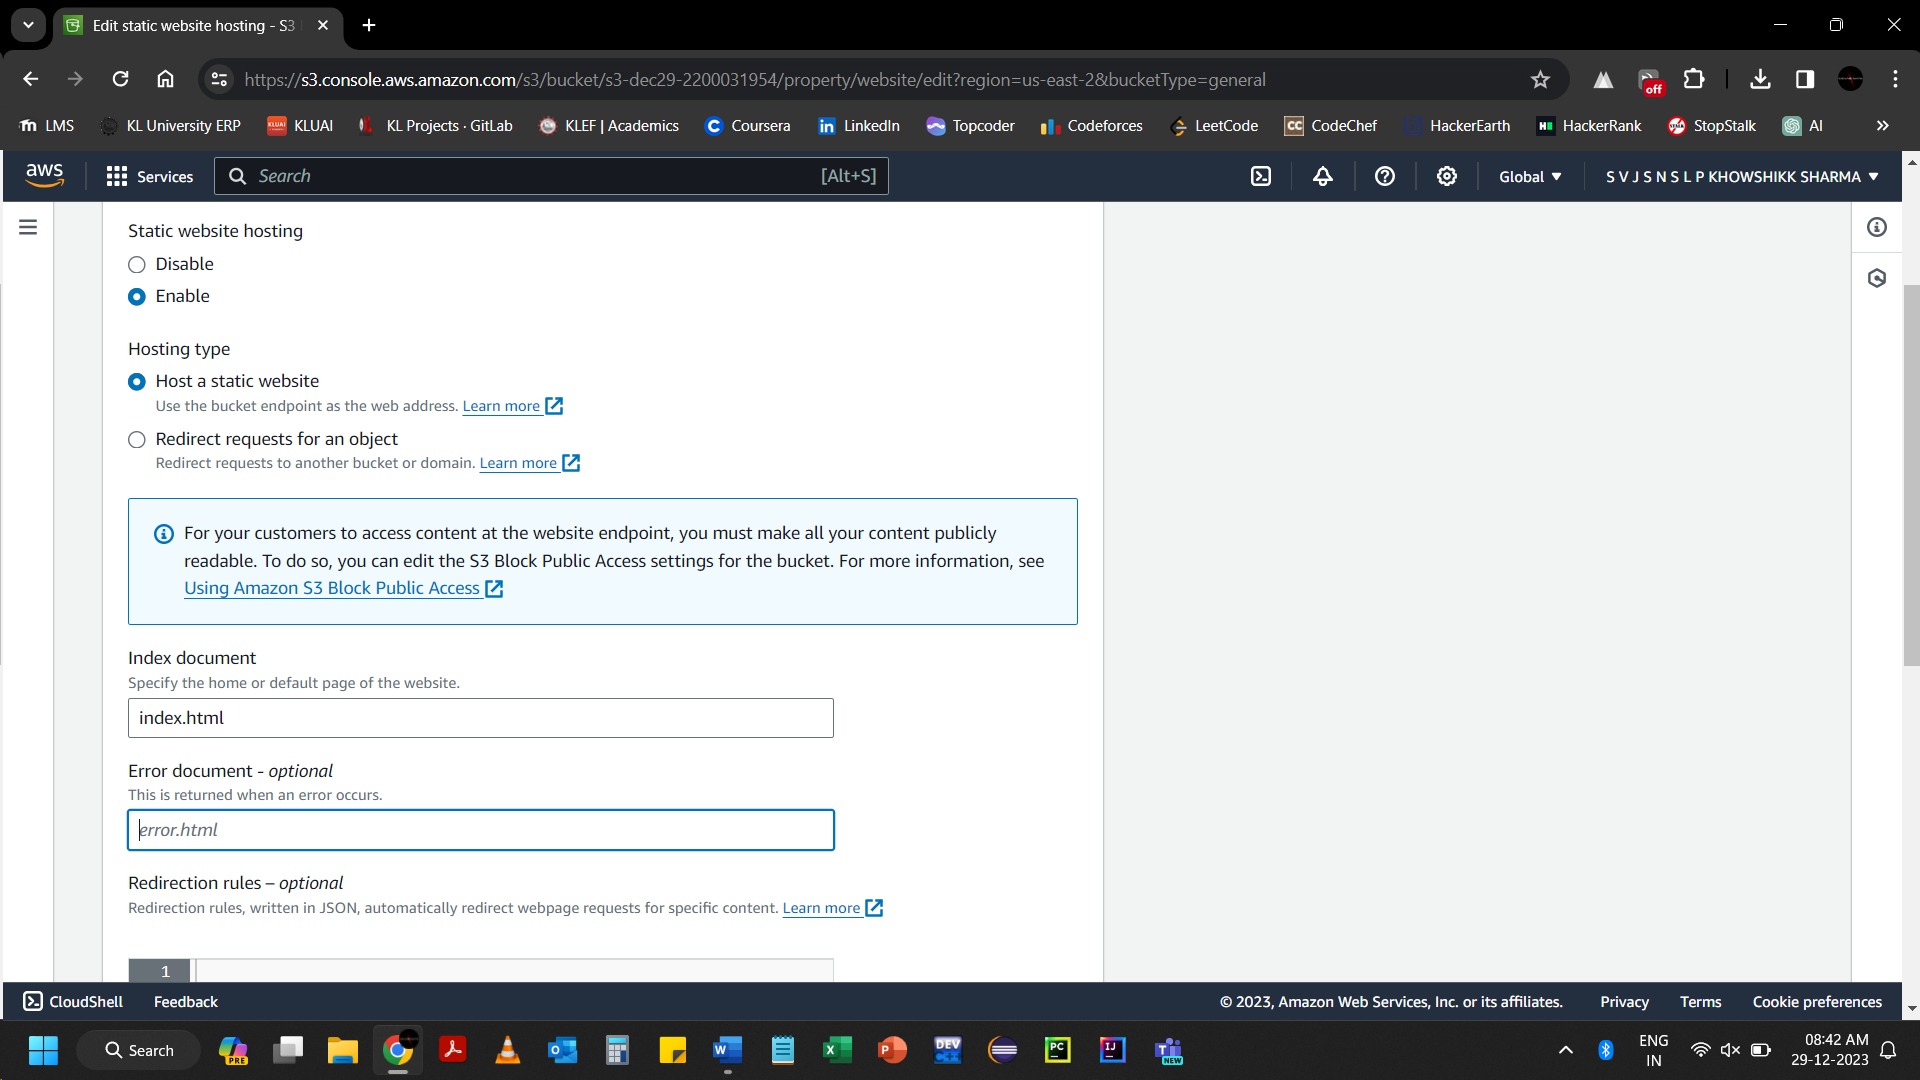 Edit static website hosting - S3
https://s3.console.aws.amazon.com/s3/bucket/s3-dec29-2200031954/property/website/edit?region=us-east-2&bucketType=general
off
LMS
KL University ERP
KLUAI
KL Projects · GitLab
KLEF | Academics
Coursera
LinkedIn
Topcoder
Codeforces
LeetCode
CodeChef
HackerEarth
HackerRank
StopStalk
AI
aws
Services
Search
[Alt+S]
Global
S V J S N S L P KHOWSHIKK SHARMA
Static website hosting
Disable
Enable
Hosting type
Host a static website
Use the bucket endpoint as the web address. Learn more
Redirect requests for an object
Redirect requests to another bucket or domain. Learn more
For your customers to access content at the website endpoint, you must make all your content publicly
readable. To do so, you can edit the S3 Block Public Access settings for the bucket. For more information, see
Using Amazon S3 Block Public Access
Index document
Specify the home or default page of the website.
index.html
Error document - optional
This is returned when an error occurs.
error.html
Redirection rules – optional
Redirection rules, written in JSON, automatically redirect webpage requests for specific content. Learn more
1
CloudShell
Feedback
© 2023, Amazon Web Services, Inc. or its affiliates.
Privacy
Terms
Cookie preferences
Search
PRE
DEV
C++
PC
IJ
NEW
ENG
IN
08:42 AM
29-12-2023